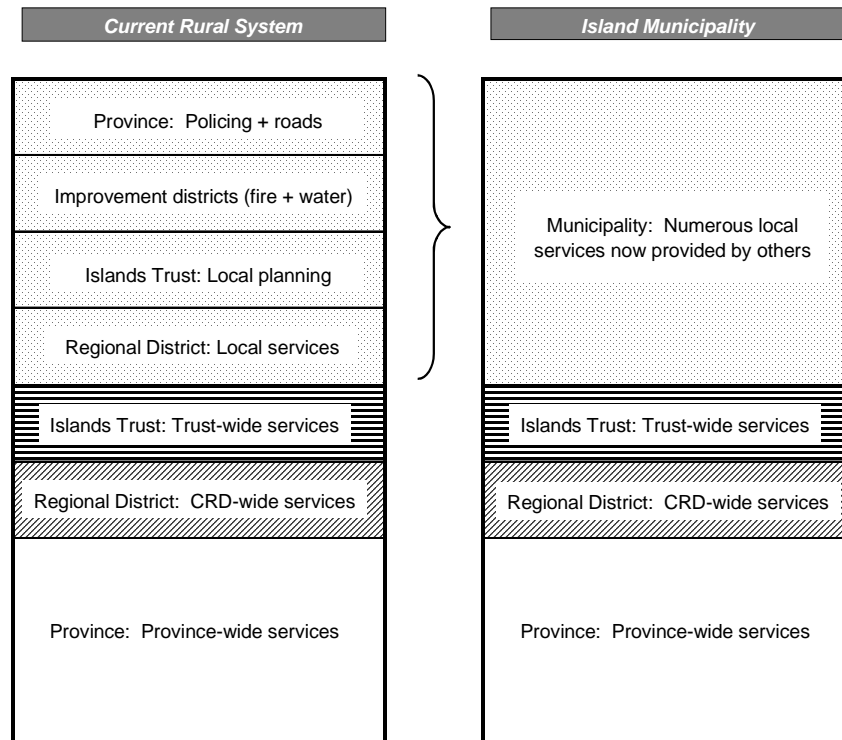 Current Rural System
Island Municipality
Province: Policing + roads
Improvement districts (fire + water)
Islands Trust: Local planning
Regional District: Local services
Islands Trust: Trust-wide services
Regional District: CRD-wide services
Province: Province-wide services
Municipality: Numerous local
services now provided by others
Islands Trust: Trust-wide services
Regional District: CRD-wide services
Province: Province-wide services